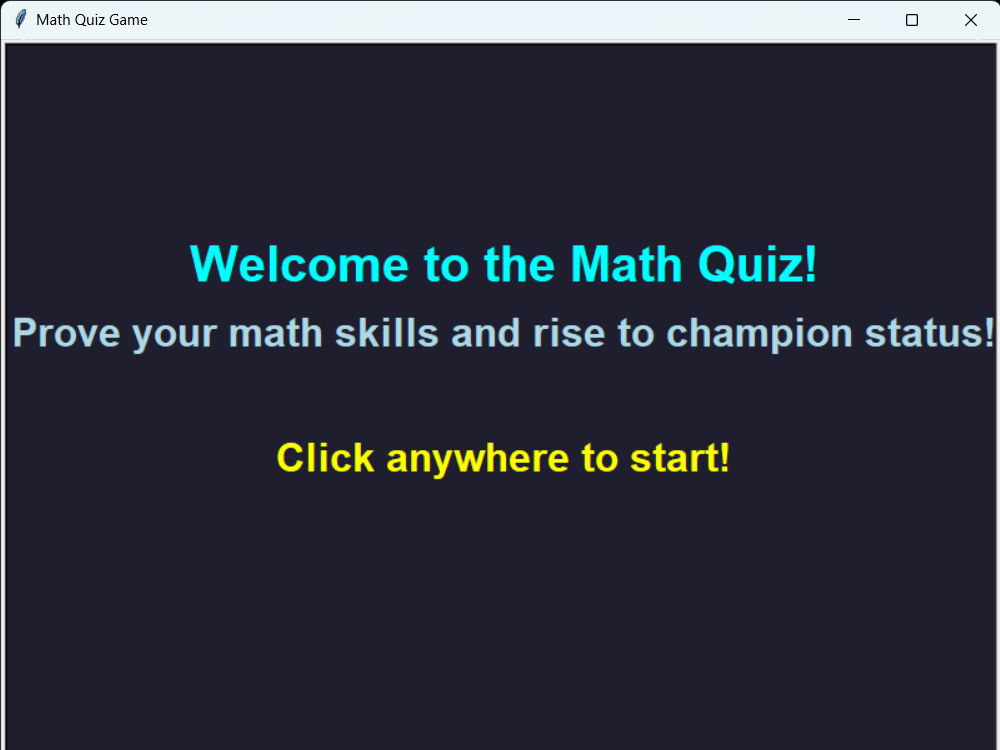 Math Quiz Game
Welcome to the Math Quiz!
Prove your math skills and rise to champion status!
Click anywhere to start!